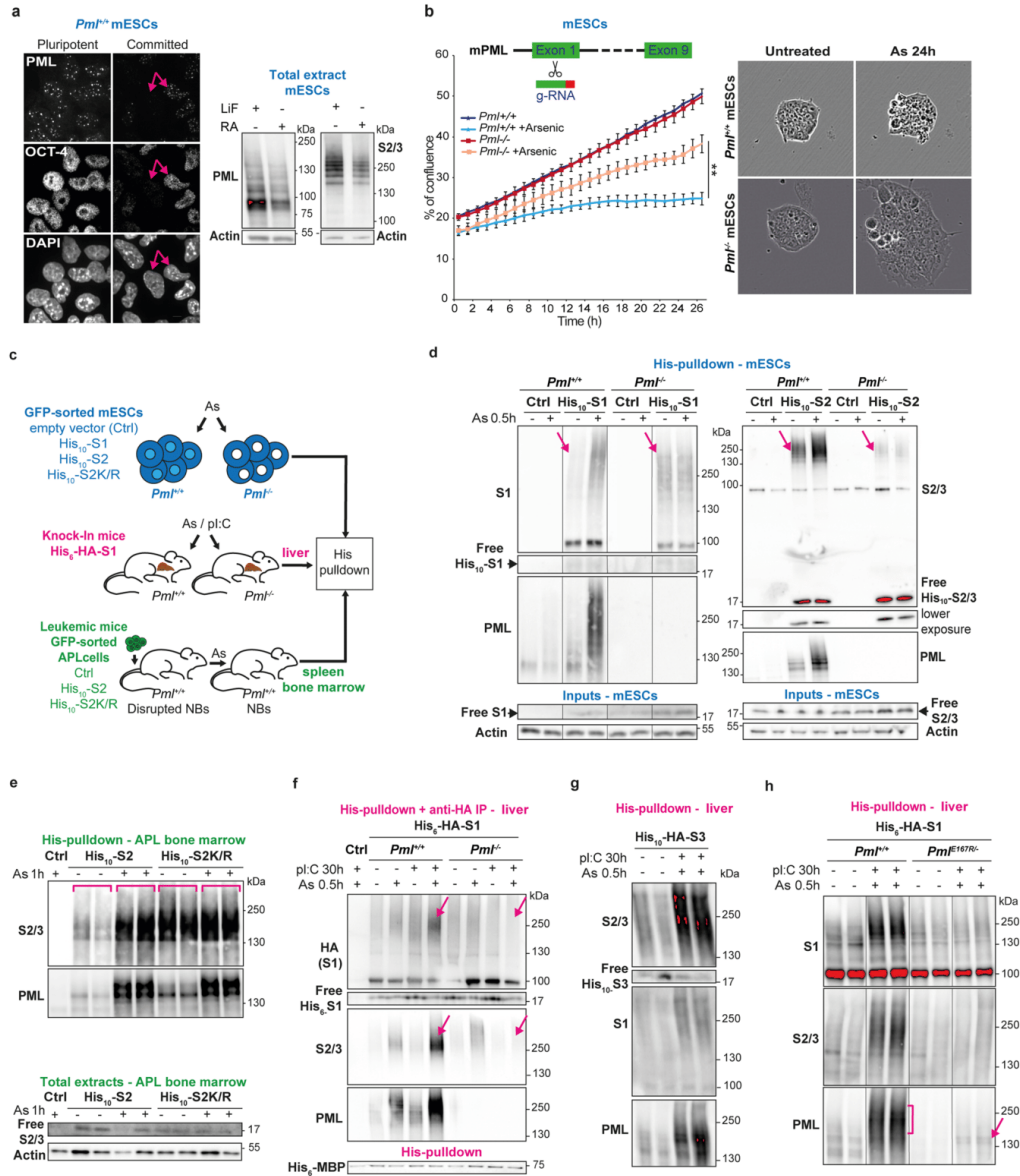 a
Pml+/+ mESCs
Pluripotent Committed
PML
OCT-4
DAPI
Total extract
mESCs
LiF + - + -
RA - + kDa - + kDa
S2/3
PML
250
130
100
75
250
130
100
Actin 55 Actin
b
mESCs
mPML Exon 1 Exon 9
g-RNA
Pml+/+
Pml+/+ +Arsenic
Pml-/-
Pml-/- +Arsenic
**
% of confluence
60
50
40
30
20
10
0
0 2 4 6 8 10 12 14 16 18 20 22 24 26
Time (h)
Untreated As 24h
Pml+/+ mESCs
Pml-/- mESCs
c
GFP-sorted mESCs
empty vector (Ctrl)
His10-S1
His10-S2
His10-S2K/R
As
Pml+/+ Pml-/-
Knock-In mice
His6-HA-S1
As / pI:C
liver
Pml+/+ Pml-/-
His
pulldown
Leukemic mice
GFP-sorted
APLcells
Ctrl
His10-S2
His10-S2K/R
As
spleen
bone marrow
Pml+/+ Pml+/+
Disrupted NBs NBs
d
His-pulldown - mESCs
Pml+/+ Pml-/- Pml+/+ Pml-/-
Ctrl His10-S1 Ctrl His10-S1 Ctrl His10-S2 Ctrl His10-S2
As 0.5h - + - + - + - + kDa - + - + - + - +
S1
250
130
100
Free
His10-S1
17
PML
250
130
S2/3
250
130
100
17
Free
His10-S2/3
lower
exposure
PML
Inputs - mESCs Inputs - mESCs
Free S1 17 Free
S2/3
Actin 55 Actin
e
His-pulldown - APL bone marrow
Ctrl His10-S2 His10-S2K/R
As 1h + - - + + - - + + kDa
S2/3
250
130
PML
130
Total extracts - APL bone marrow
Ctrl His10-S2 His10-S2K/R
As 1h + - - + + - - + +
Free
S2/3
17
Actin 55
f
His-pulldown + anti-HA IP - liver
His6-HA-S1
Ctrl Pml+/+ Pml-/-
pI:C 30h + - - + + - - + +
As 0.5h + - + - + - + - + kDa
HA
(S1)
250
130
100
Free
His6-S1
17
S2/3
250
PML
250
130
His-pulldown
His6-MBP 75
g
His-pulldown - liver
His10-HA-S3
pI:C 30h - - + +
As 0.5h - - + + kDa
S2/3
250
130
Free
His10-S3
17
S1
250
130
100
PML
250
130
h
His-pulldown - liver
His6-HA-S1
Pml+/+ PmlE167R/-
pI:C 30h - - + + - - + +
As 0.5h - - + + - - + + kDa
S1
250
130
100
S2/3
250
130
PML
250
130